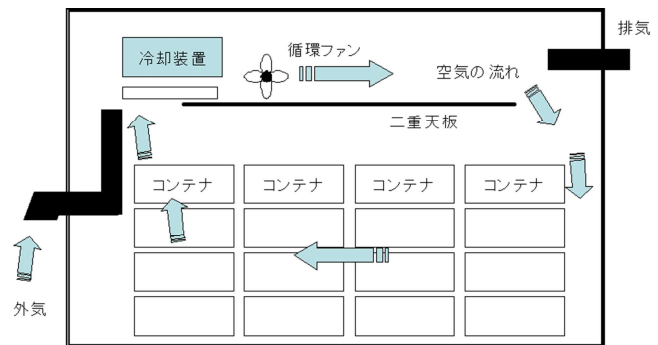 排気
循環ファン
冷却装置
空気の流れ
二重天板
コンテナ
コンテナ
コンテナ
コンテナ
外気